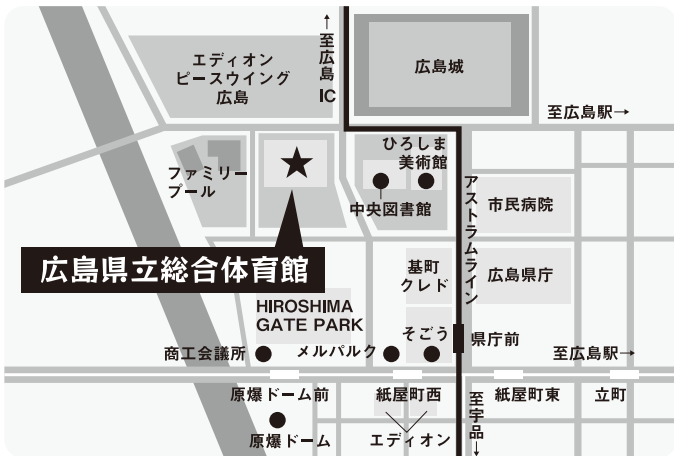 エディオン
ピースウイング
広島
←至広島IC
広島城
至広島駅→
ファミリー
プール
ひろしま
美術館
中央図書館
アストラムライン
市民病院
広島県立総合体育館
基町
クレド
広島県庁
HIROSHIMA
GATE PARK
そごう
県庁前
商工会議所
メルパルク
至広島駅→
原爆ドーム前
紙屋町西
紙屋町東
立町
原爆ドーム
エディオン
至宇品→